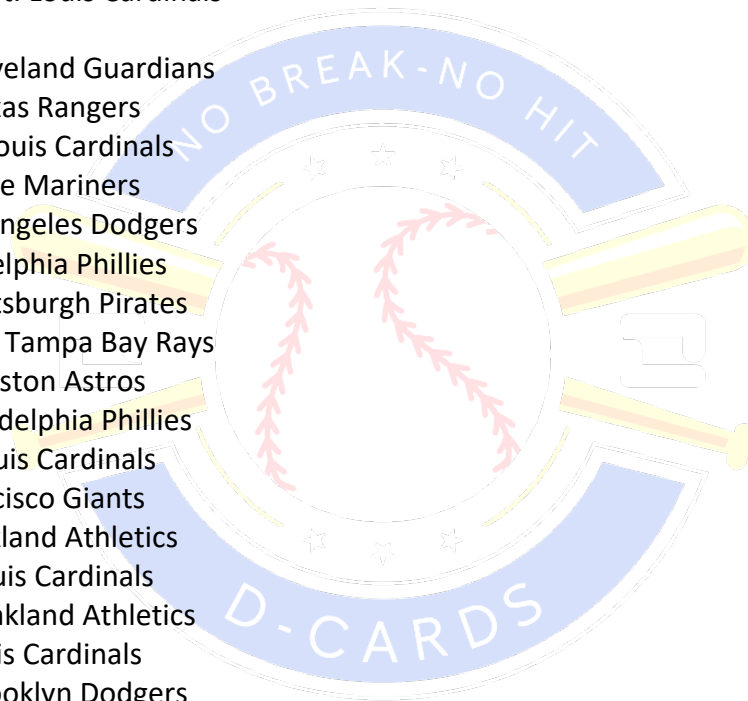 t. Louis Cardinals
veland Guardians
NO BREAK-NO HIT
as Rangers
ouis Cardinals
e Mariners
ngeles Dodgers
elphia Phillies
tsburgh Pirates
Tampa Bay Rays
ston Astros
delphia Phillies
uis Cardinals
cisco Giants
land Athletics
uis Cardinals
akland Athletics
is Cardinals
ooklyn Dodgers
D-CARDS